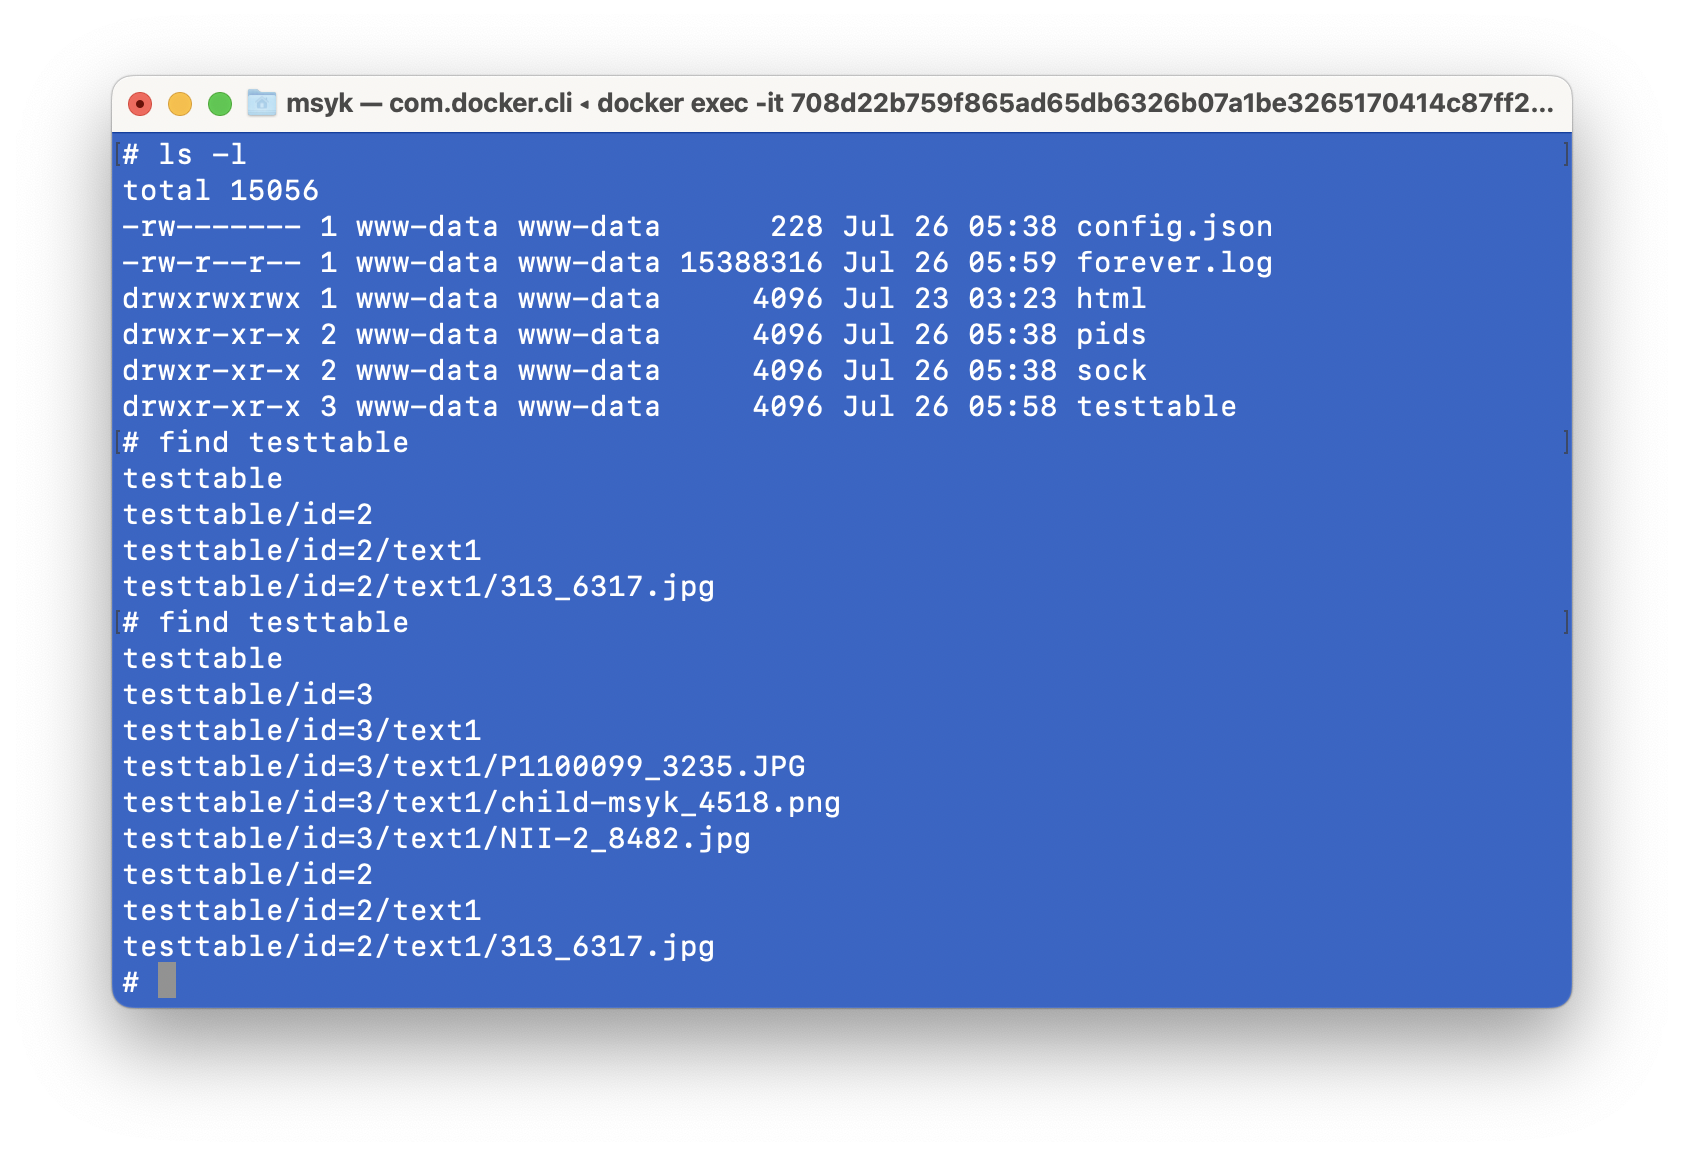 msyk — com.docker.cli ◂ docker exec -it 708d22b759f865ad65db6326b07a1be3265170414c87ff2...
# ls -l
total 15056
-rw------- 1 www-data www-data      228 Jul 26 05:38 config.json
-rw-r--r-- 1 www-data www-data 15388316 Jul 26 05:59 forever.log
drwxrwxrwx 1 www-data www-data     4096 Jul 23 03:23 html
drwxr-xr-x 2 www-data www-data     4096 Jul 26 05:38 pids
drwxr-xr-x 2 www-data www-data     4096 Jul 26 05:38 sock
drwxr-xr-x 3 www-data www-data     4096 Jul 26 05:58 testtable
# find testtable
testtable
testtable/id=2
testtable/id=2/text1
testtable/id=2/text1/313_6317.jpg
# find testtable
testtable
testtable/id=3
testtable/id=3/text1
testtable/id=3/text1/P1100099_3235.JPG
testtable/id=3/text1/child-msyk_4518.png
testtable/id=3/text1/NII-2_8482.jpg
testtable/id=2
testtable/id=2/text1
testtable/id=2/text1/313_6317.jpg
#